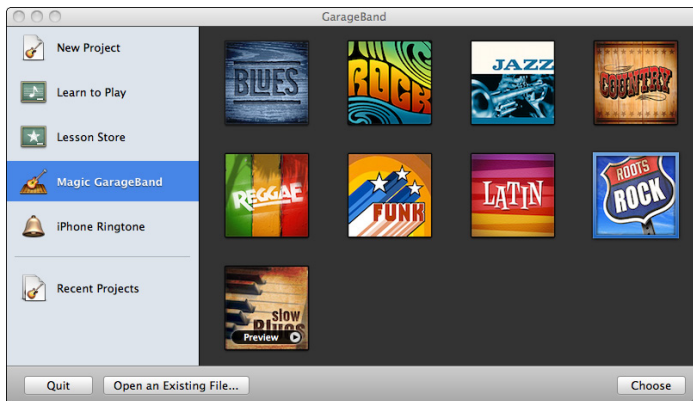 GarageBand
New Project
Learn to Play
Lesson Store
Magic GarageBand
iPhone Ringtone
Recent Projects
BLUES
ROCK
JAZZ
COUNTRY
REGGAE
FUNK
LATIN
ROOTS
ROCK
slow
Blues
Preview
Quit
Open an Existing File...
Choose